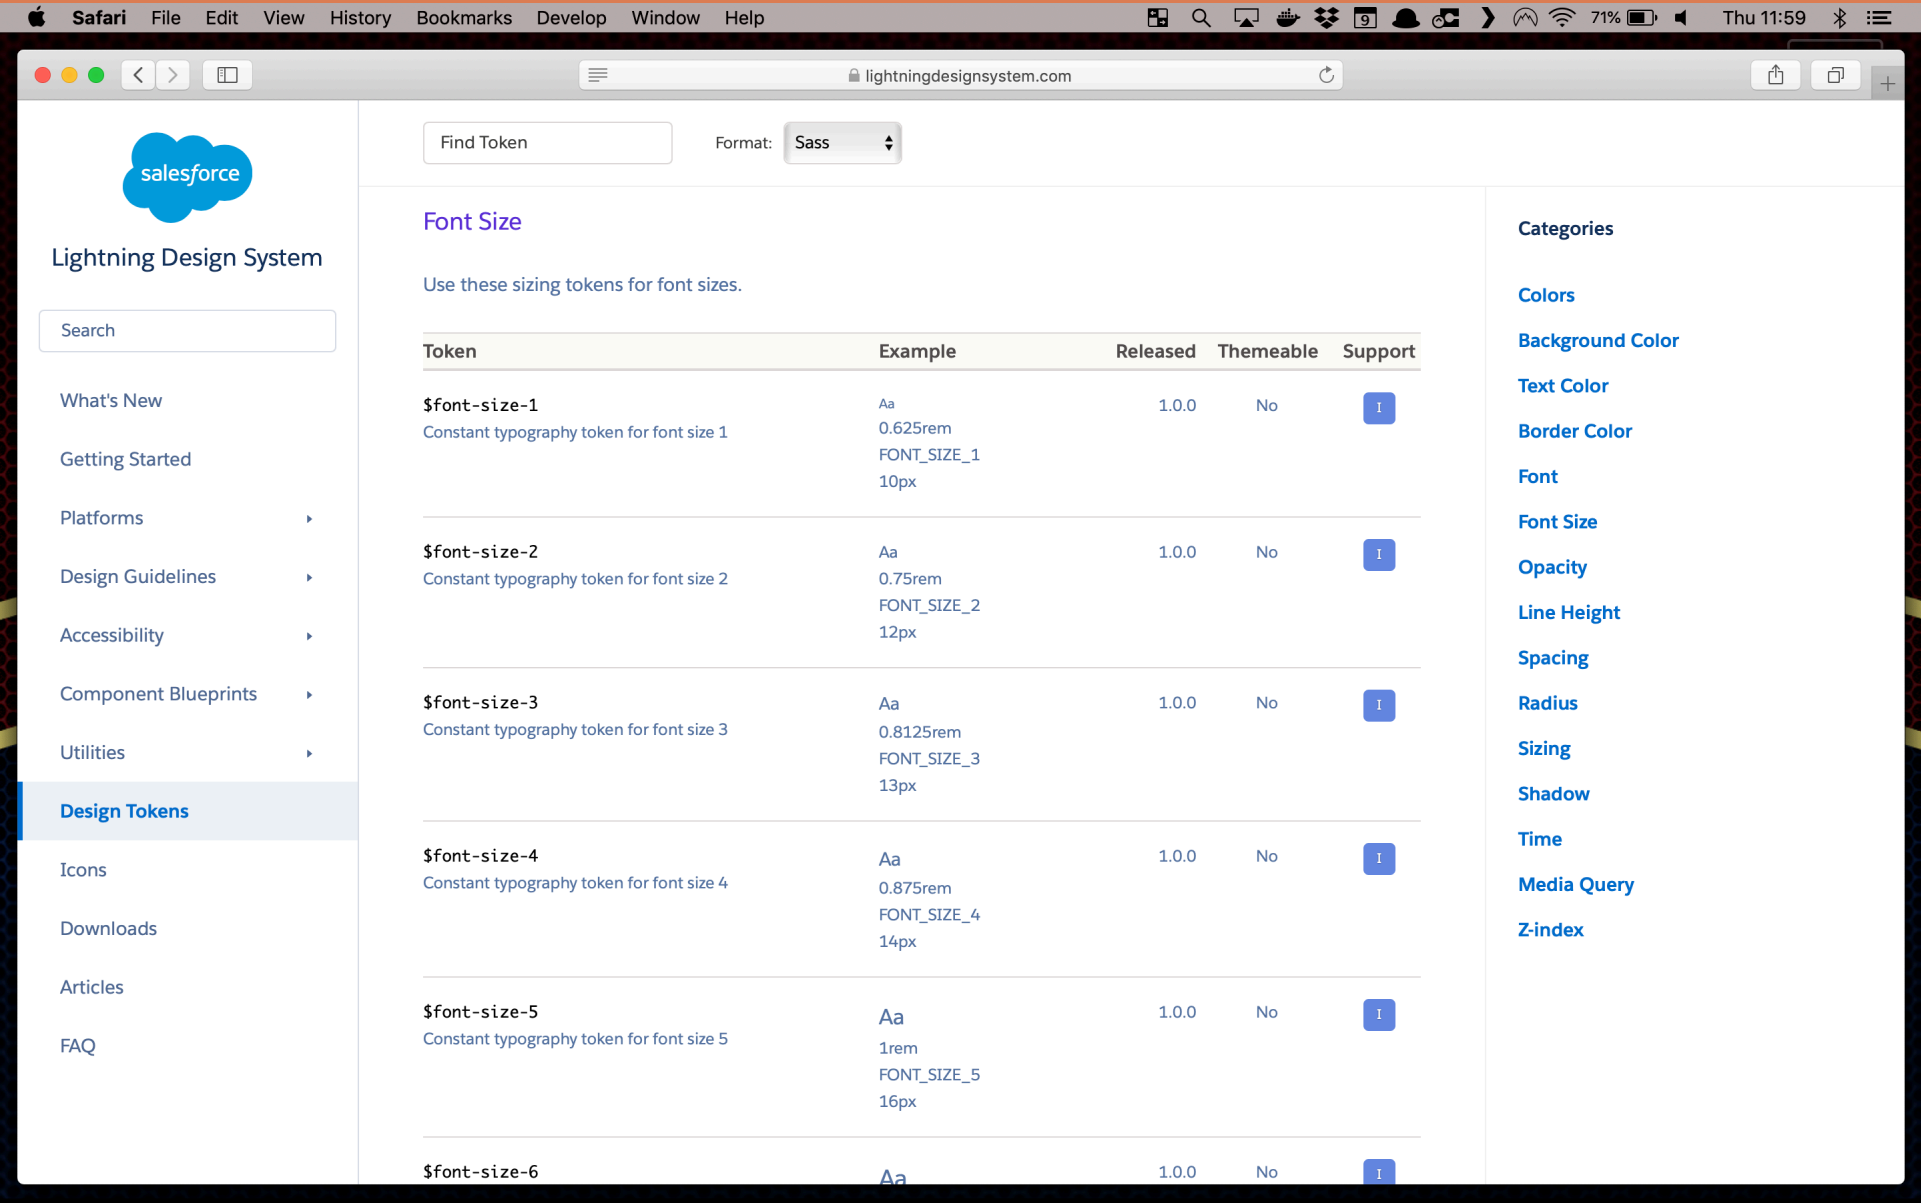 Safari File Edit View History Bookmarks Develop Window Help
9 71% Thu 11:59
lightningdesignsystem.com
salesforce
Lightning Design System
Search
What's New
Getting Started
Platforms
Design Guidelines
Accessibility
Component Blueprints
Utilities
Design Tokens
Icons
Downloads
Articles
FAQ
Find Token
Format: Sass
Font Size
Use these sizing tokens for font sizes.
Token Example Released Themeable Support
$font-size-1 Aa 1.0.0 No I
Constant typography token for font size 1
0.625rem
FONT_SIZE_1
10px
$font-size-2 Aa 1.0.0 No I
Constant typography token for font size 2
0.75rem
FONT_SIZE_2
12px
$font-size-3 Aa 1.0.0 No I
Constant typography token for font size 3
0.8125rem
FONT_SIZE_3
13px
$font-size-4 Aa 1.0.0 No I
Constant typography token for font size 4
0.875rem
FONT_SIZE_4
14px
$font-size-5 Aa 1.0.0 No I
Constant typography token for font size 5
1rem
FONT_SIZE_5
16px
$font-size-6 Aa 1.0.0 No I
Categories
Colors
Background Color
Text Color
Border Color
Font
Font Size
Opacity
Line Height
Spacing
Radius
Sizing
Shadow
Time
Media Query
Z-index